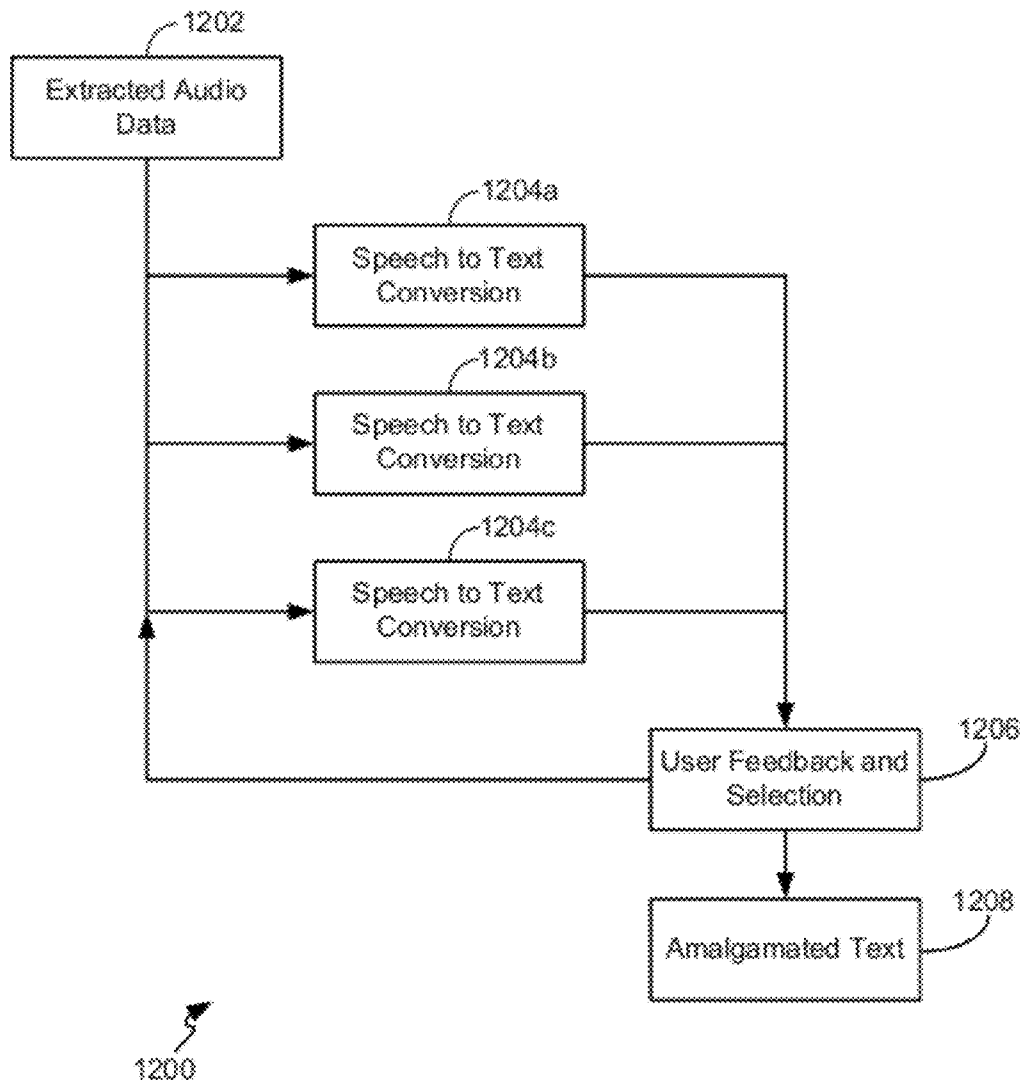 1202
Extracted Audio
Data
1204a
Speech to Text
Conversion
1204b
Speech to Text
Conversion
1204c
Speech to Text
Conversion
1206
User Feedback and
Selection
1208
Amalgamated Text
1200